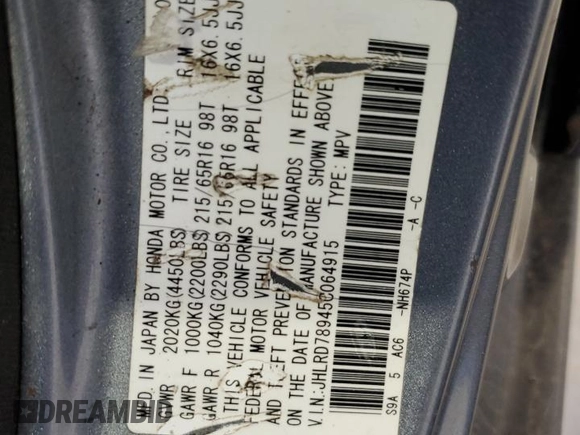 MFD. IN JAPAN BY HONDA MOTOR CO., LTD.
GVWR 2020KG(4450LBS) TIRE SIZE RIM SIZE
GAWR F 1000KG(2200LBS) 215/65R16 98T 16X6.5JJ
GAWR R 1040KG(2290LBS) 215/65R16 98T 16X6.5JJ
THIS VEHICLE CONFORMS TO ALL APPLICABLE
FEDERAL MOTOR VEHICLE SAFETY
AND THEFT PREVENTION STANDARDS IN EFFECT
ON THE DATE OF MANUFACTURE SHOWN ABOVE.
V.I.N.: JHLRD78945C064915 TYPE: MPV
S9A 5 AC6 -NH674P -A -C
DREAMBID